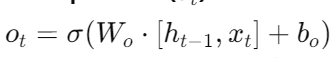 o_t = σ(W_o · [h_{t−1}, x_t] + b_o)